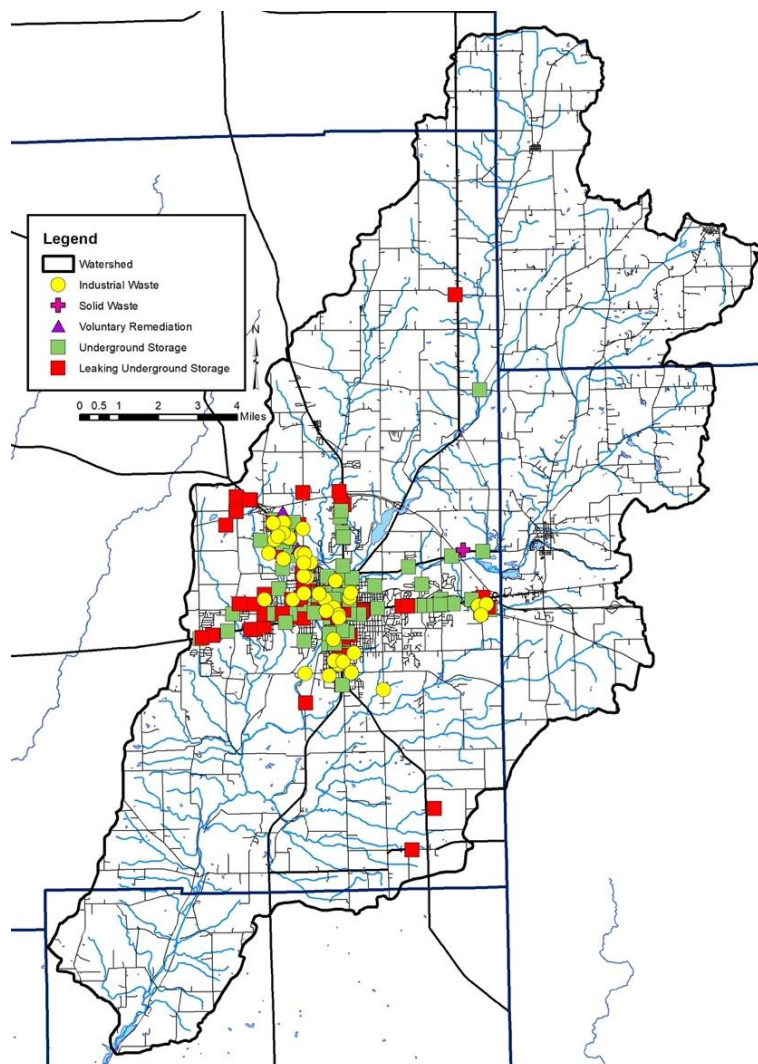 Legend
Watershed
Industrial Waste
Solid Waste
Voluntary Remediation
Underground Storage
Leaking Underground Storage
N
0 0.5 1 2 3 4
Miles